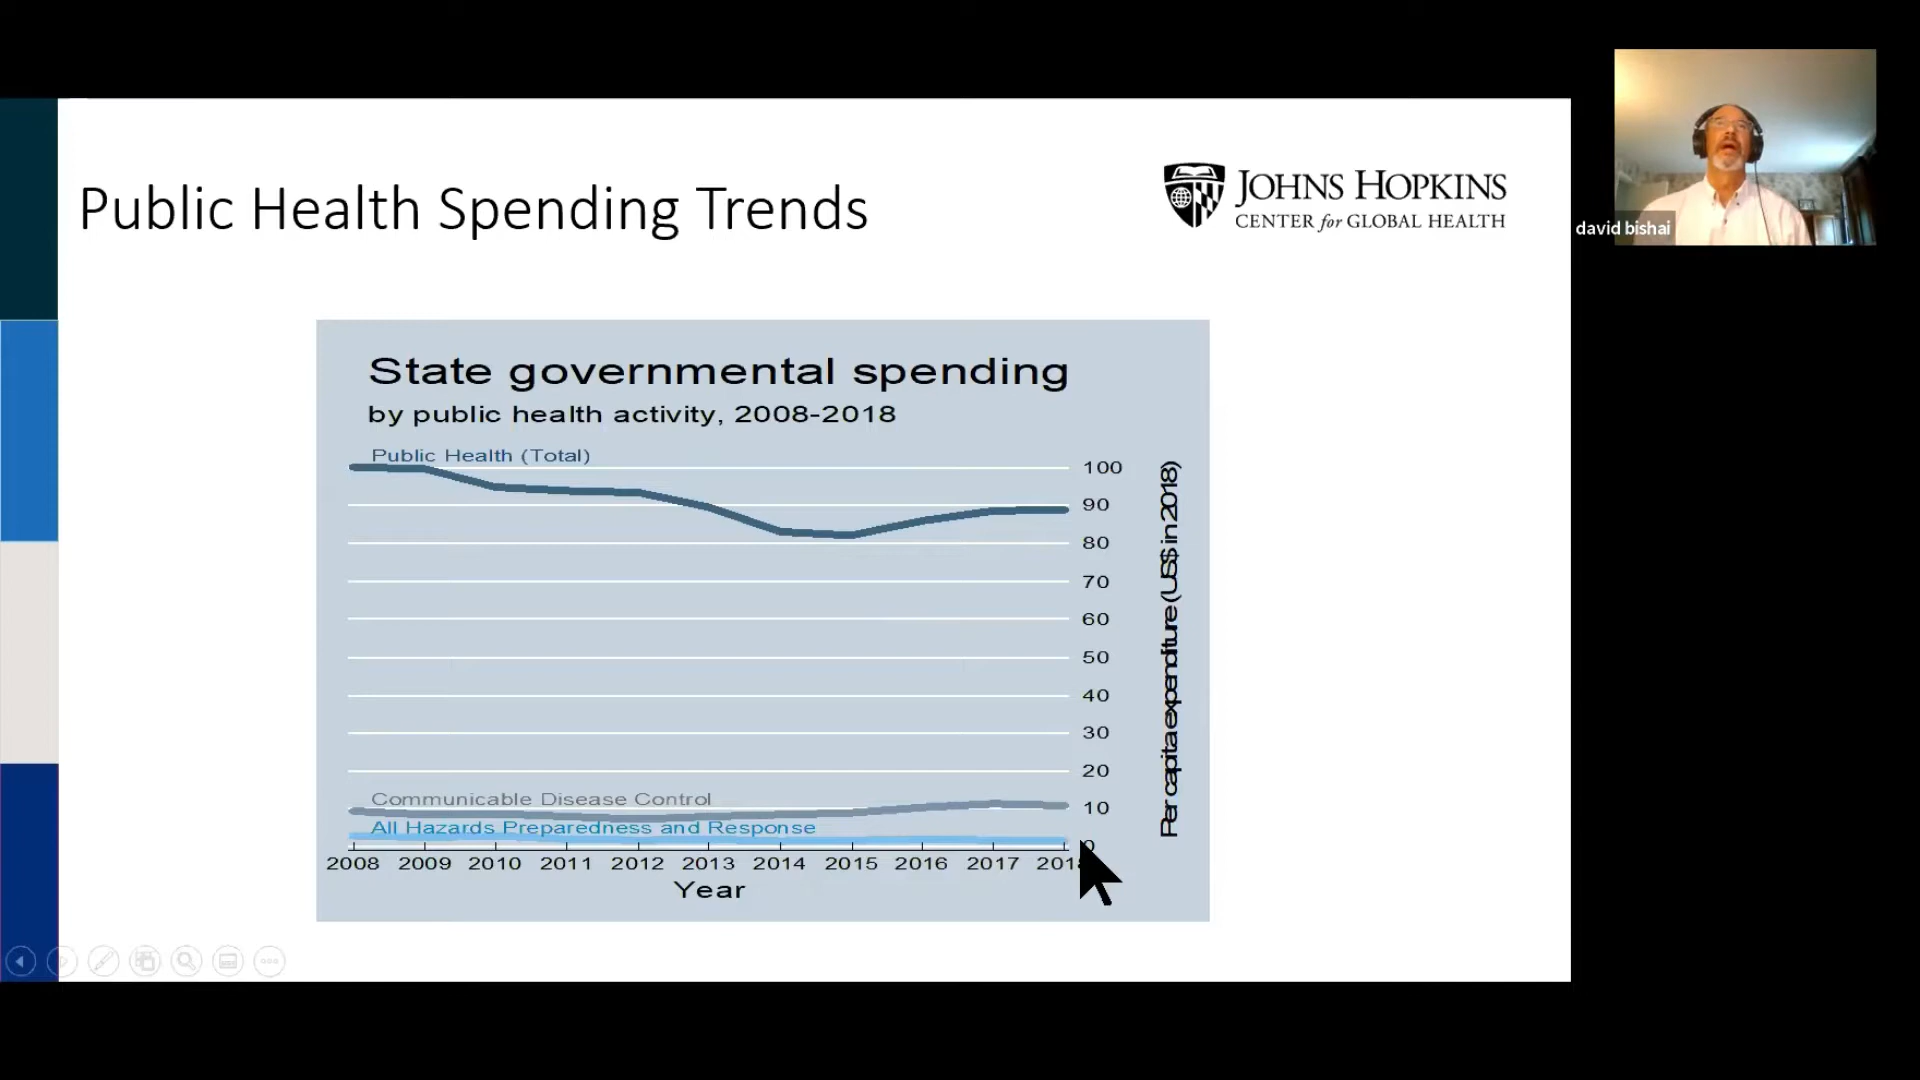 Public Health Spending Trends
JOHNS HOPKINS
CENTER for GLOBAL HEALTH
david bishai
State governmental spending
by public health activity, 2008-2018
Public Health (Total)
100
90
80
70
60
50
40
30
20
10
0
Per capita expenditure (US$ in 2018)
Communicable Disease Control
All Hazards Preparedness and Response
2008 2009 2010 2011 2012 2013 2014 2015 2016 2017 2018
Year